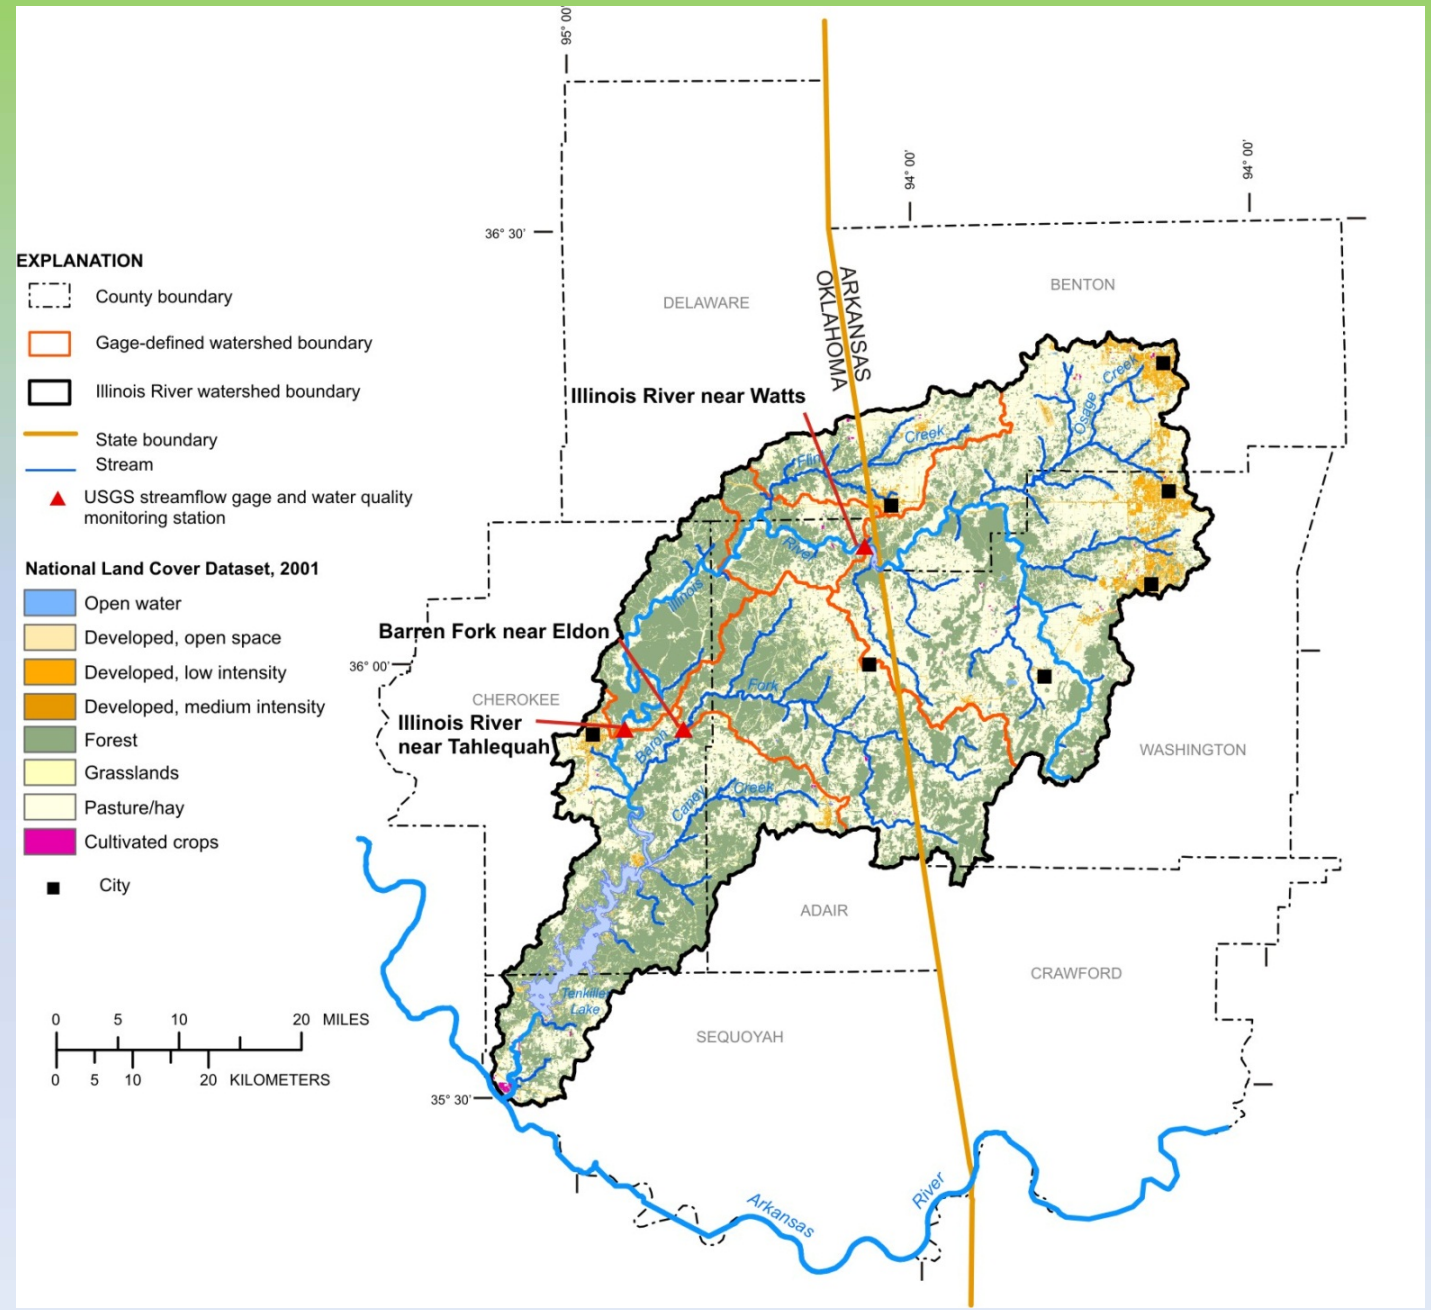 95° 00'
94° 00'
94° 00'
36° 30'
EXPLANATION
County boundary
Gage-defined watershed boundary
Illinois River watershed boundary
State boundary
Stream
USGS streamflow gage and water quality
monitoring station
National Land Cover Dataset, 2001
Open water
Developed, open space
Developed, low intensity
Developed, medium intensity
Forest
Grasslands
Pasture/hay
Cultivated crops
City
0 5 10 20 MILES
0 5 10 20 KILOMETERS
DELAWARE
BENTON
ARKANSAS
OKLAHOMA
Illinois River near Watts
Osage Creek
Flint Creek
Illinois River
Barren Fork near Eldon
36° 00'
CHEROKEE
Illinois River
near Tahlequah
Baron Fork
WASHINGTON
Caney Creek
ADAIR
CRAWFORD
Tenkiller
Lake
SEQUOYAH
35° 30'
Arkansas River